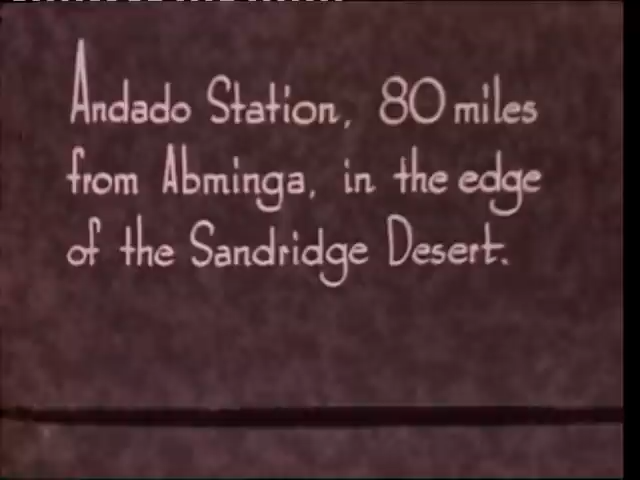 Andado Station, 80 miles
from Abminga, in the edge
of the Sandridge Desert.